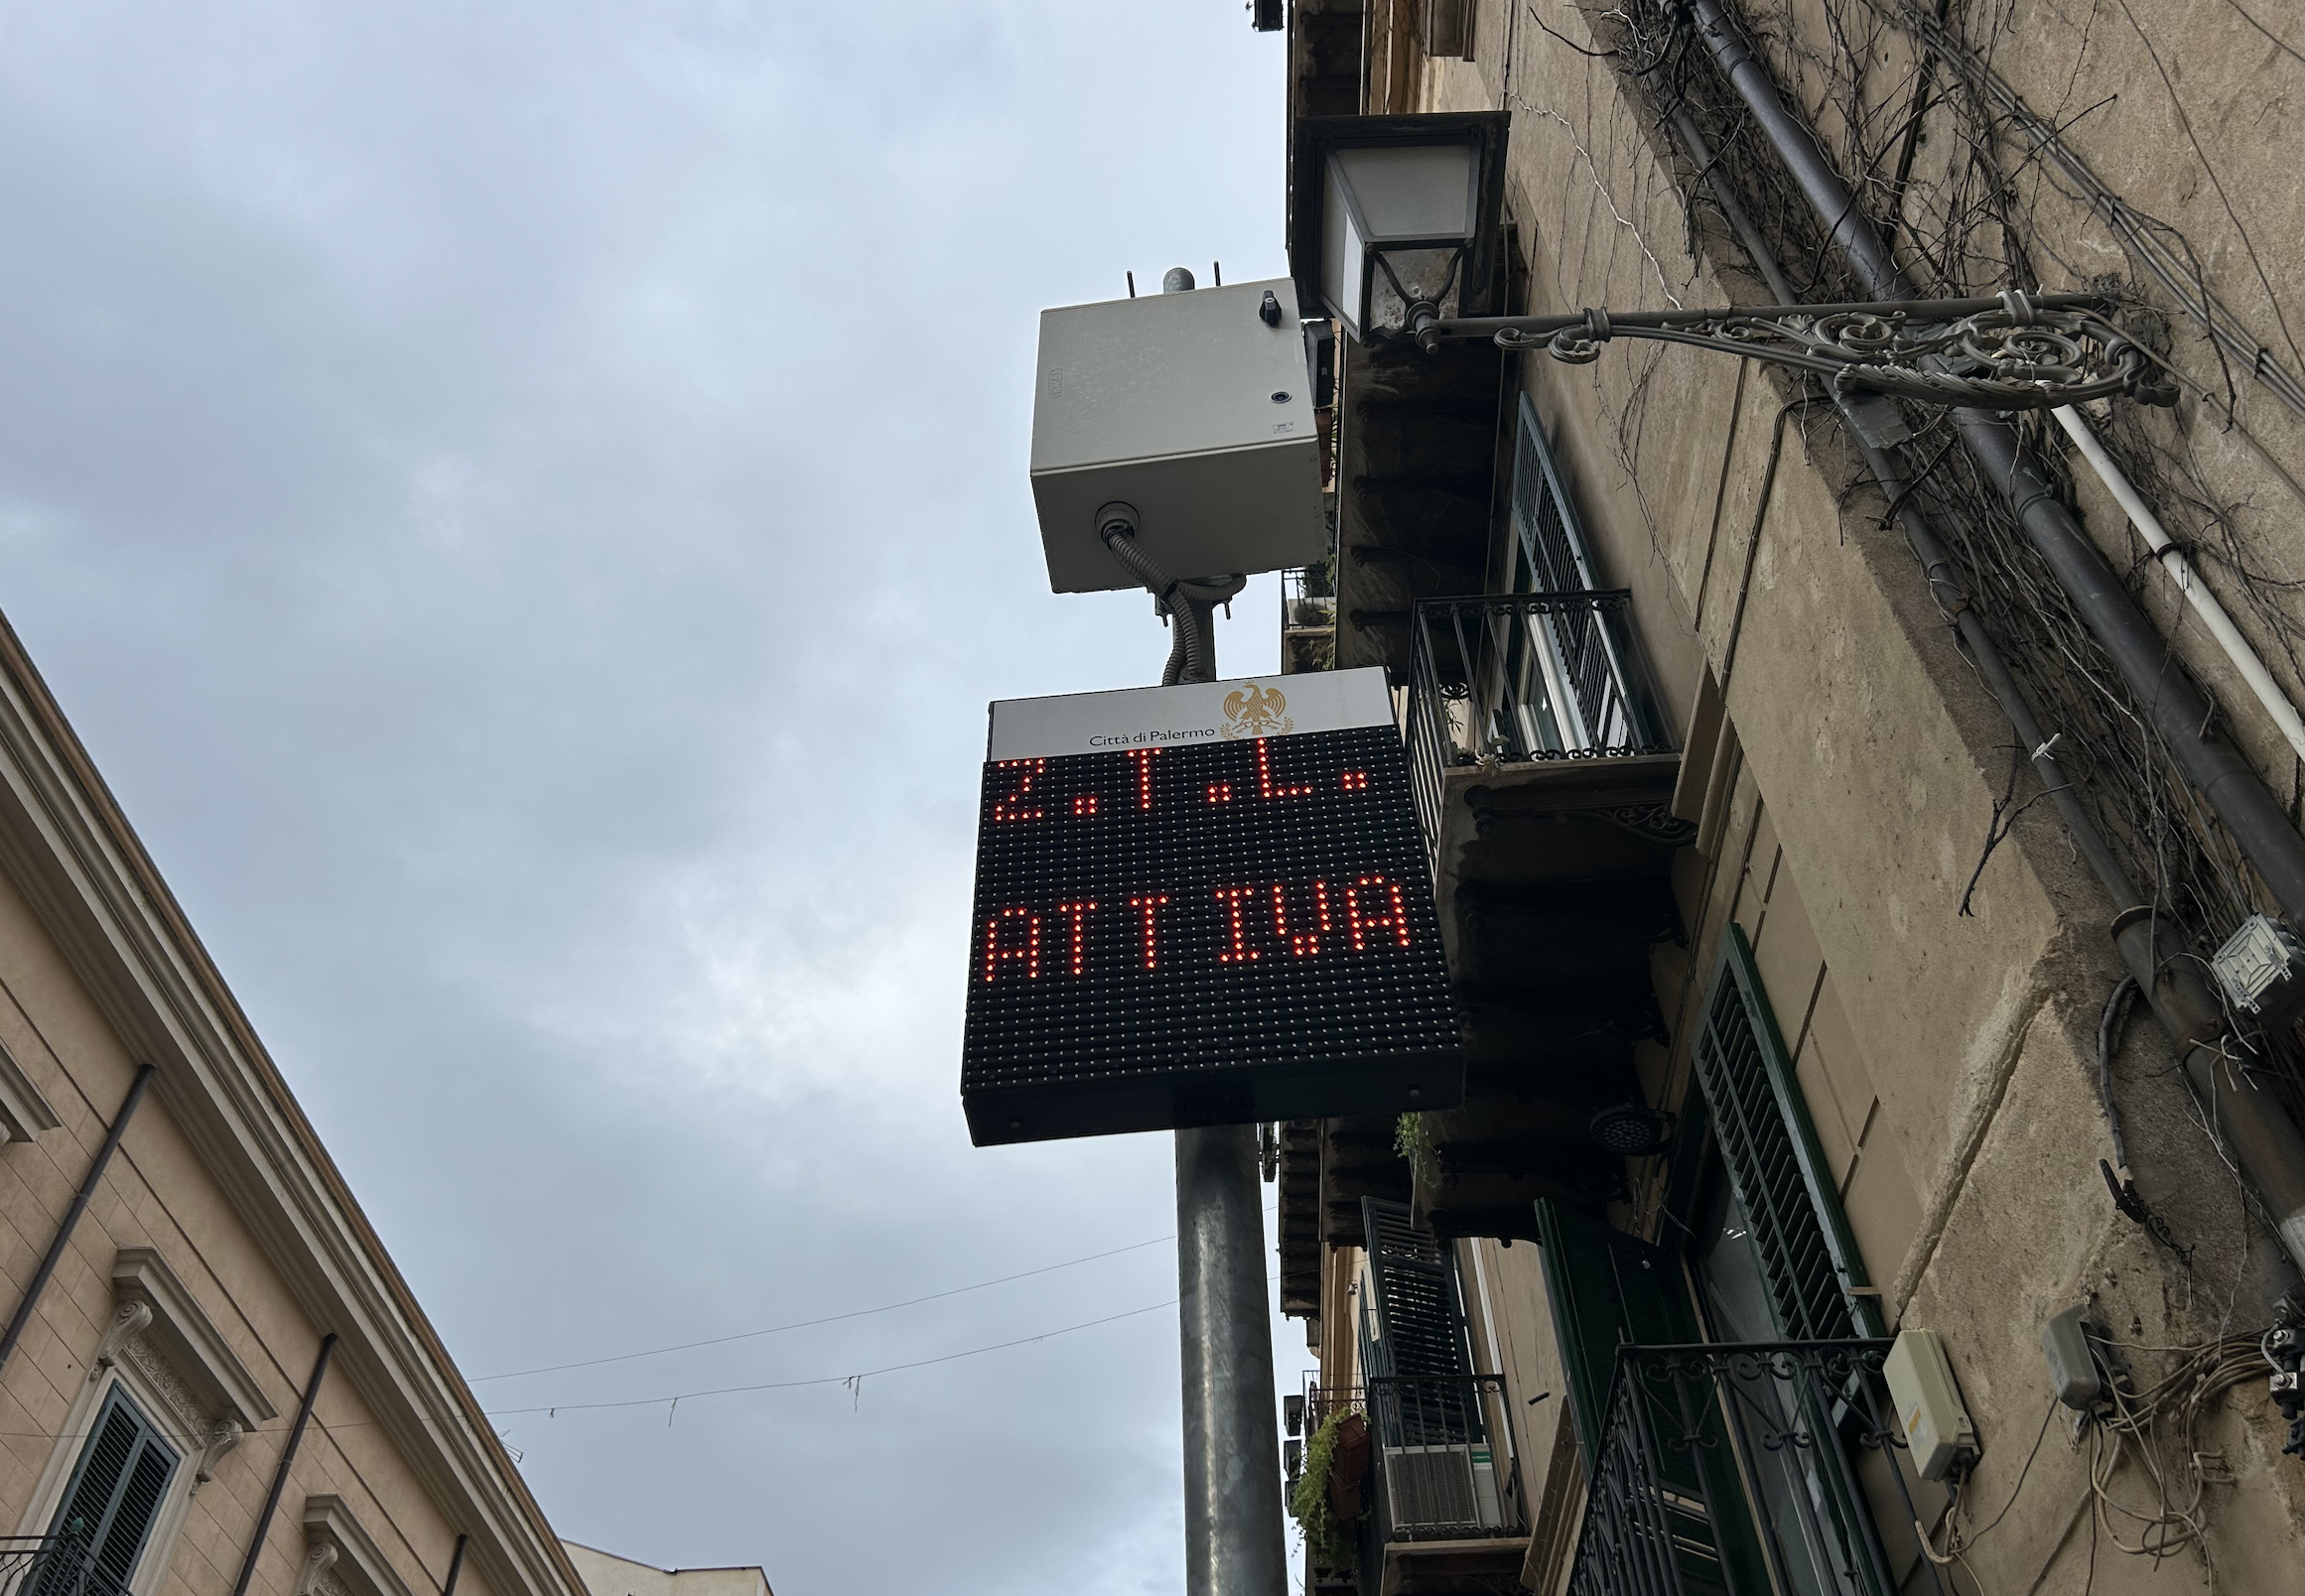 Città di Palermo
Z.T.L.
ATTIVA